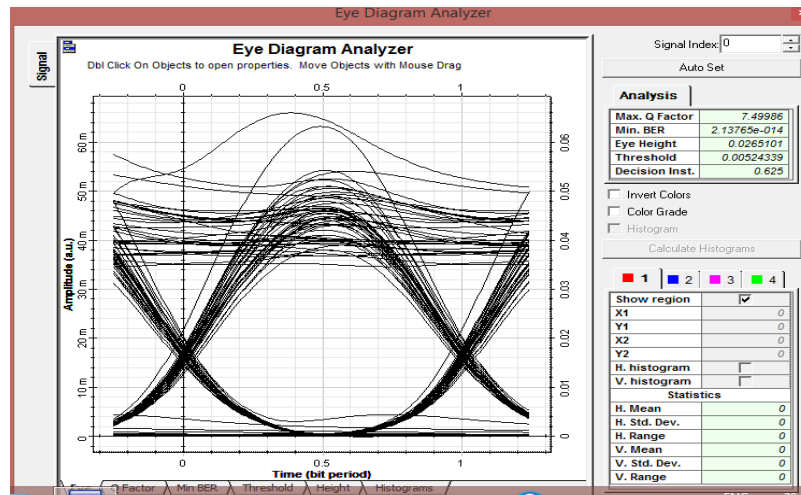 Eye Diagram Analyzer
Signal Index: 0
Auto Set
Signal
Eye Diagram Analyzer
Dbl Click On Objects to open properties. Move Objects with Mouse Drag
0 0.5 1
Amplitude (a.u.)
60 m
50 m
40 m
30 m
20 m
10 m
0
0.06
0.05
0.04
0.03
0.02
0.01
0
0 0.5 1
Time (bit period)
Q Factor Min BER Threshold Height Histograms
Analysis
Max. Q Factor 7.49986
Min. BER 2.13765e-014
Eye Height 0.0265101
Threshold 0.00524339
Decision Inst. 0.625
Invert Colors
Color Grade
Histogram
Calculate Histograms
1 2 3 4
Show region
X1 0
Y1 0
X2 0
Y2 0
H. histogram
V. histogram
Statistics
H. Mean 0
H. Std. Dev. 0
H. Range 0
V. Mean 0
V. Std. Dev. 0
V. Range 0